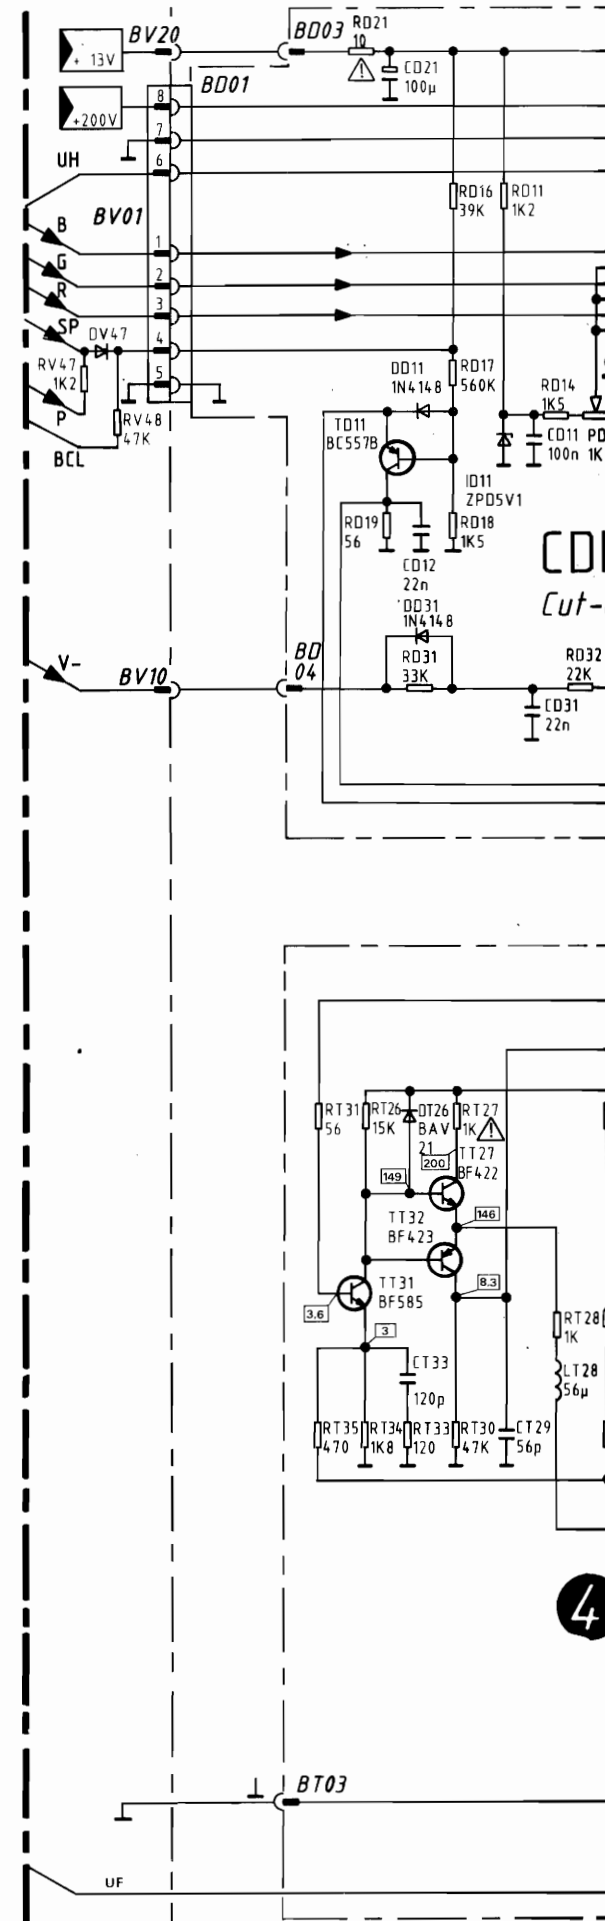 BV20
BD03
RD21
10
+ 13V
CD21
100µ
BD01
+200V
8
7
UH
6
RD16
39K
RD11
1K2
BV01
B
1
G
2
R
3
SP
DV47
4
RV47
1K2
5
P
RV48
47K
BCL
DD11
1N4148
RD17
560K
RD14
1K5
TD11
BC557B
CD11
100n
PD
1K
ID11
ZPD5V1
RD19
56
RD18
1K5
CD12
22n
Cut-
DD31
1N4148
V-
BV10
BD
04
RD31
33K
RD32
22K
CD31
22n
RT31
56
RT26
15K
DT26
BAV
21
RT27
1K
200
TT27
BF422
149
TT32
BF423
146
TT31
BF585
8.3
3.6
3
RT28
1K
CT33
120p
LT28
56µ
RT35
470
RT34
1K8
RT33
120
RT30
47K
CT29
56p
4
BT03
UF